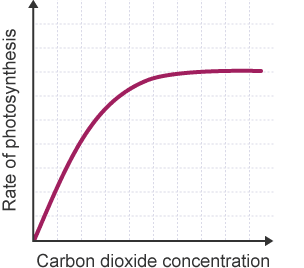 Rate of photosynthesis
Carbon dioxide concentration